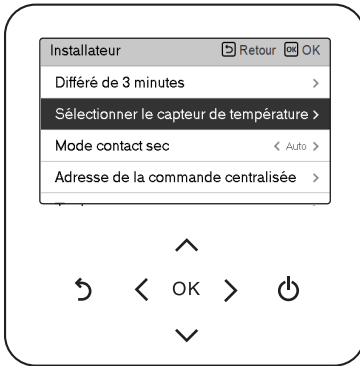 Installateur Retour OK OK
Différé de 3 minutes >
Sélectionner le capteur de température >
Mode contact sec < Auto >
Adresse de la commande centralisée >
OK